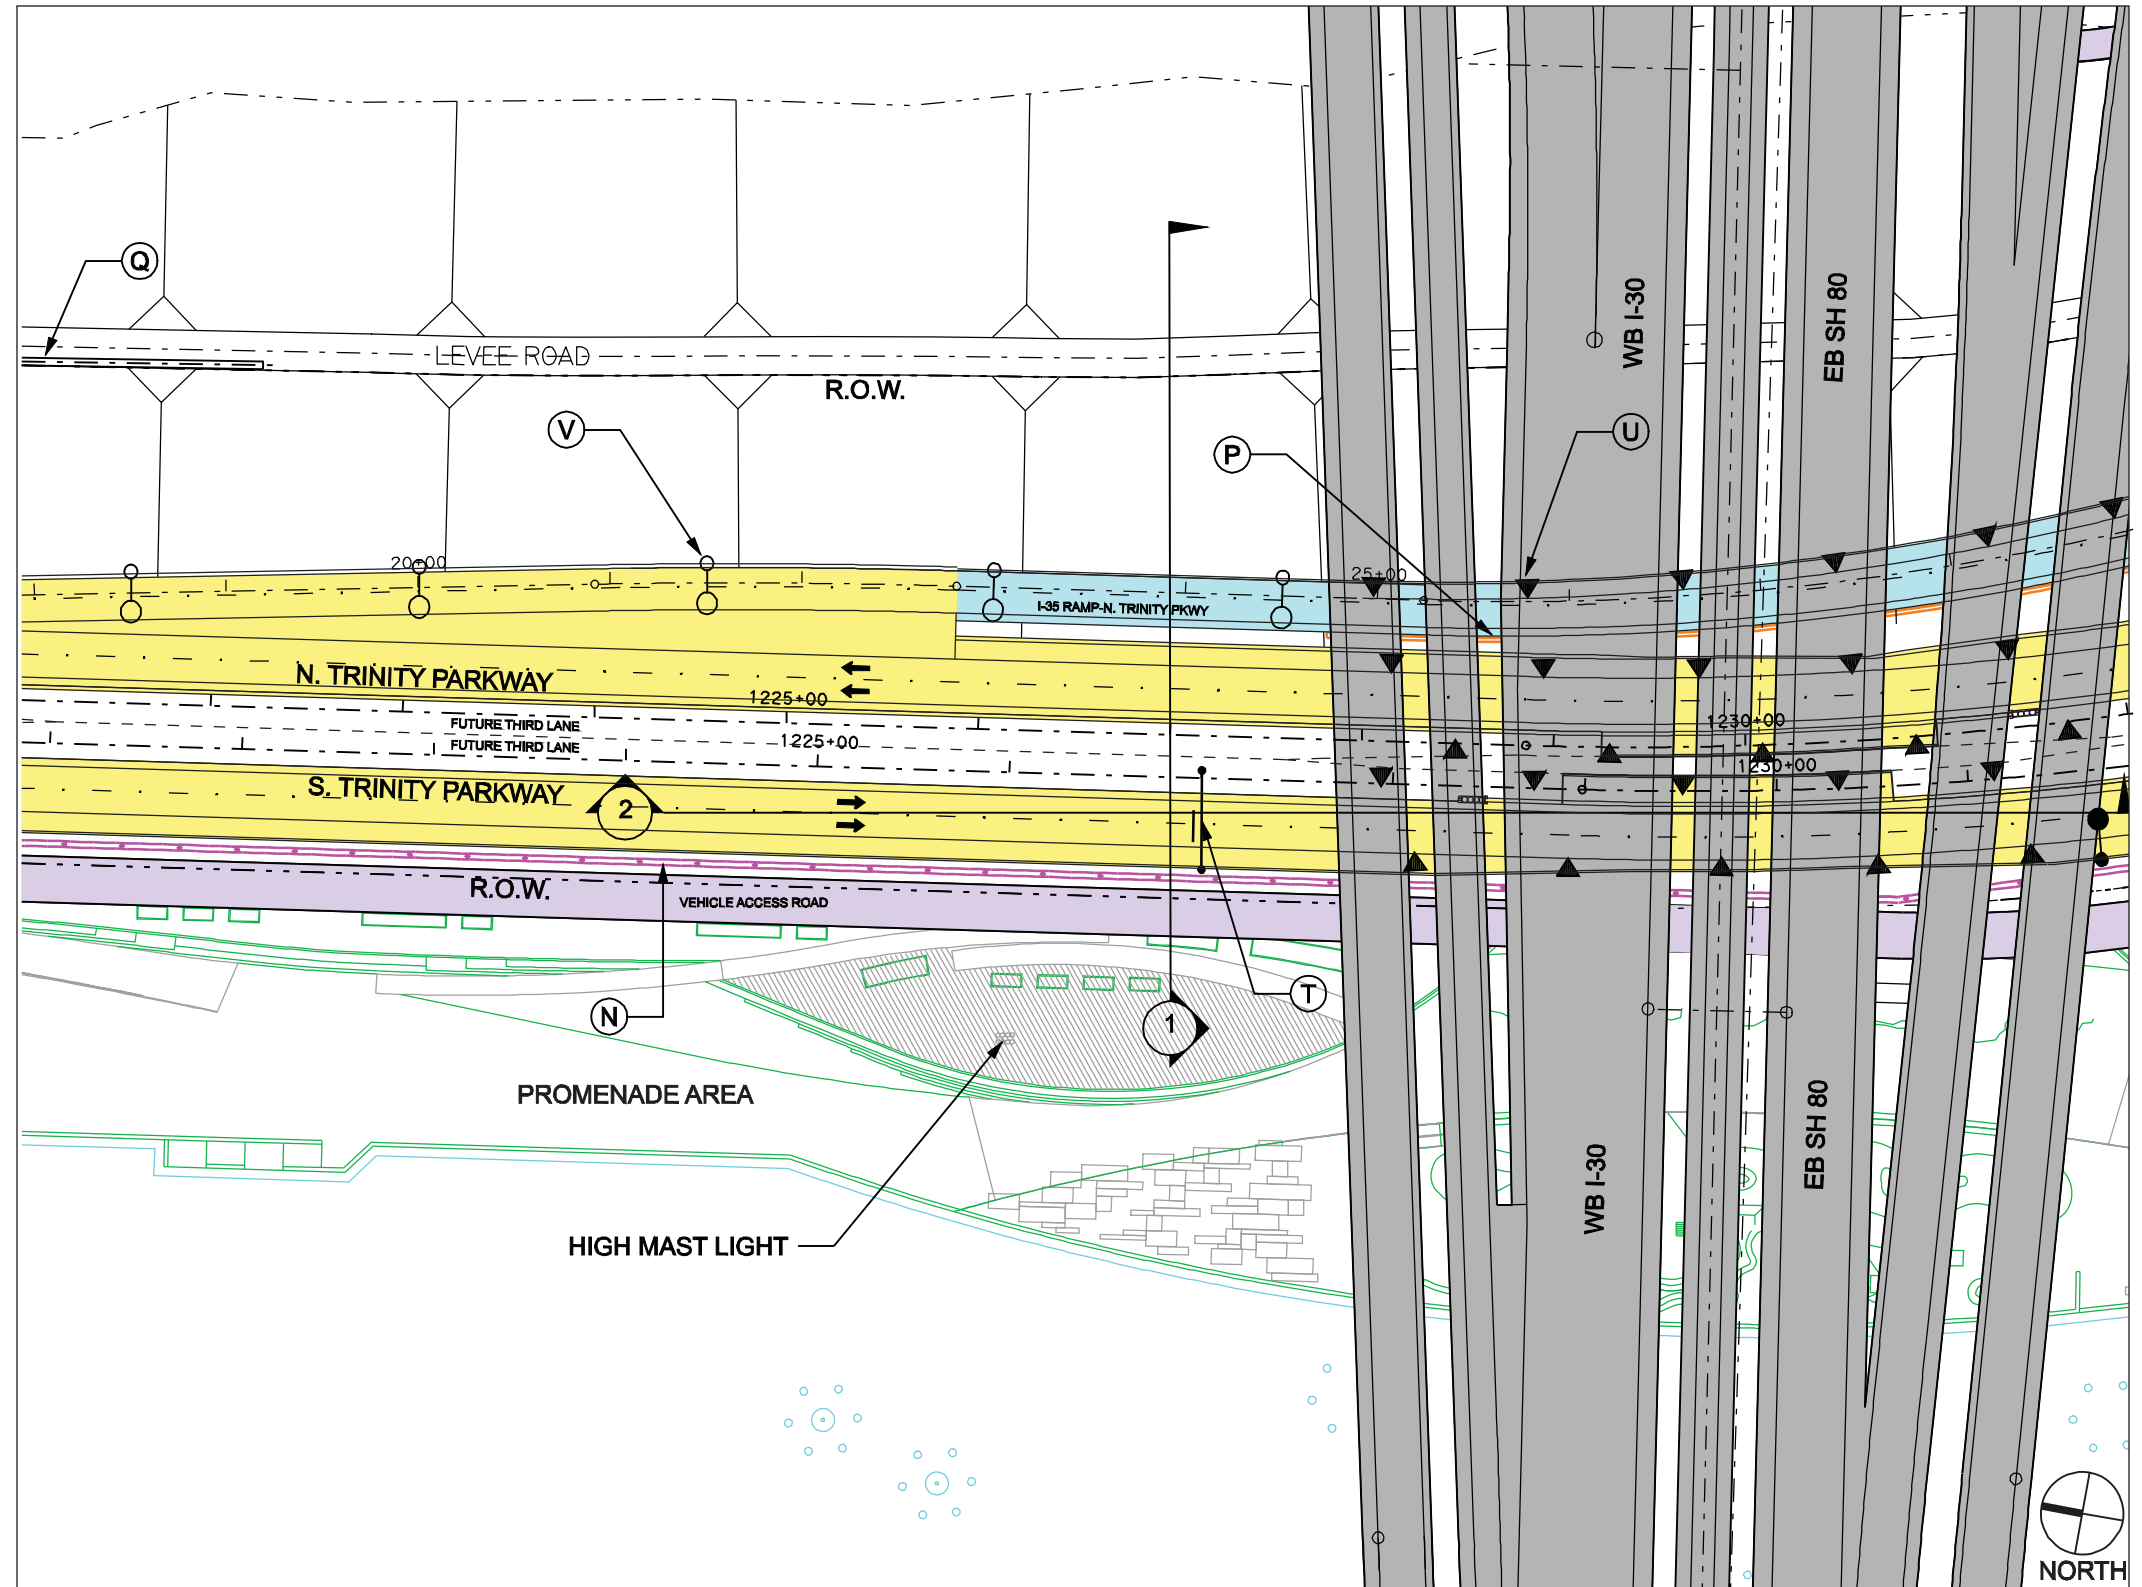 Q
WB I-30
EB SH 80
LEVEE ROAD
R.O.W.
V
U
P
20+00
25+00
I-35 RAMP-N. TRINITY PKWY
N. TRINITY PARKWAY
1225+00
FUTURE THIRD LANE
1230+00
1225+00
FUTURE THIRD LANE
1230+00
S. TRINITY PARKWAY
2
R.O.W.
VEHICLE ACCESS ROAD
T
N
1
PROMENADE AREA
EB SH 80
WB I-30
HIGH MAST LIGHT
NORTH